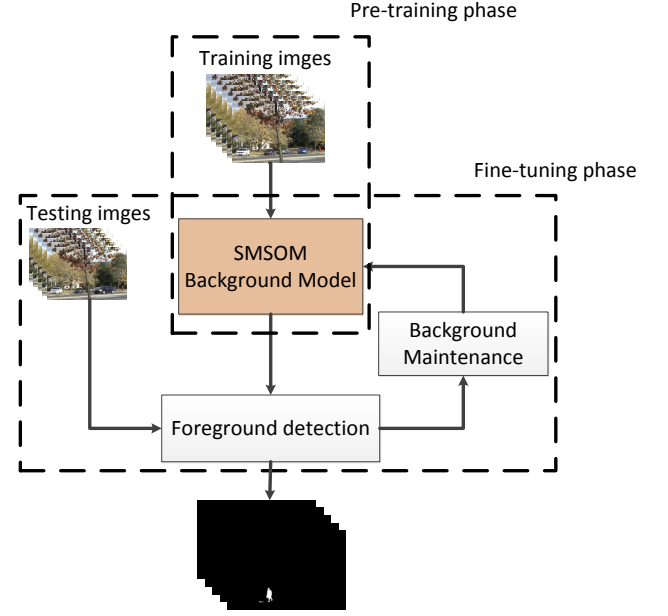 Pre-training phase
Training imges
Fine-tuning phase
Testing imges
SMSOM
Background Model
Background
Maintenance
Foreground detection